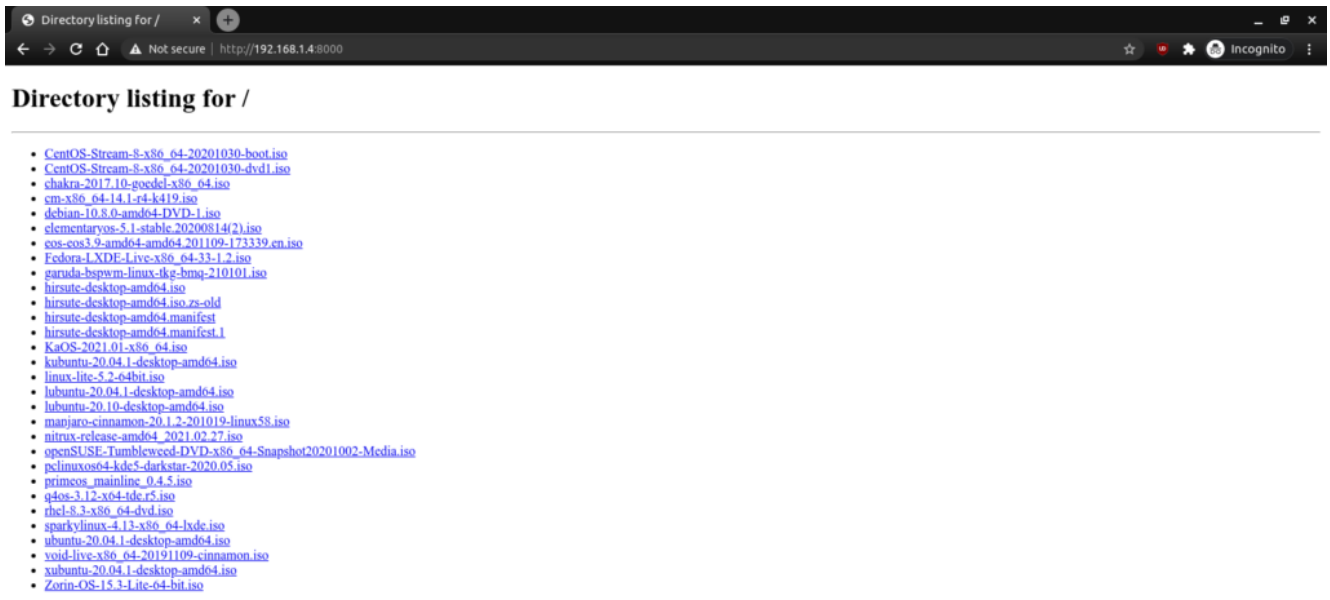 Directory listing for /
Not secure | http://192.168.1.4:8000
Incognito
Directory listing for /
CentOS-Stream-8-x86_64-20201030-boot.iso
CentOS-Stream-8-x86_64-20201030-dvd1.iso
chakra-2017.10-goedel-x86_64.iso
cm-x86_64-14.1-r4-k419.iso
debian-10.8.0-amd64-DVD-1.iso
elementaryos-5.1-stable.20200814(2).iso
eos-eos3.9-amd64-amd64.201109-173339.en.iso
Fedora-LXDE-Live-x86_64-33-1.2.iso
garuda-bspwm-linux-tkg-bmq-210101.iso
hirsute-desktop-amd64.iso
hirsute-desktop-amd64.iso.zs-old
hirsute-desktop-amd64.manifest
hirsute-desktop-amd64.manifest.1
KaOS-2021.01-x86_64.iso
kubuntu-20.04.1-desktop-amd64.iso
linux-lite-5.2-64bit.iso
lubuntu-20.04.1-desktop-amd64.iso
lubuntu-20.10-desktop-amd64.iso
manjaro-cinnamon-20.1.2-201019-linux58.iso
nitrux-release-amd64_2021.02.27.iso
openSUSE-Tumbleweed-DVD-x86_64-Snapshot20201002-Media.iso
pclinuxos64-kde5-darkstar-2020.05.iso
primeos_mainline_0.4.5.iso
q4os-3.12-x64-tde.r5.iso
rhel-8.3-x86_64-dvd.iso
sparkylinux-4.13-x86_64-lxde.iso
ubuntu-20.04.1-desktop-amd64.iso
void-live-x86_64-20191109-cinnamon.iso
xubuntu-20.04.1-desktop-amd64.iso
Zorin-OS-15.3-Lite-64-bit.iso